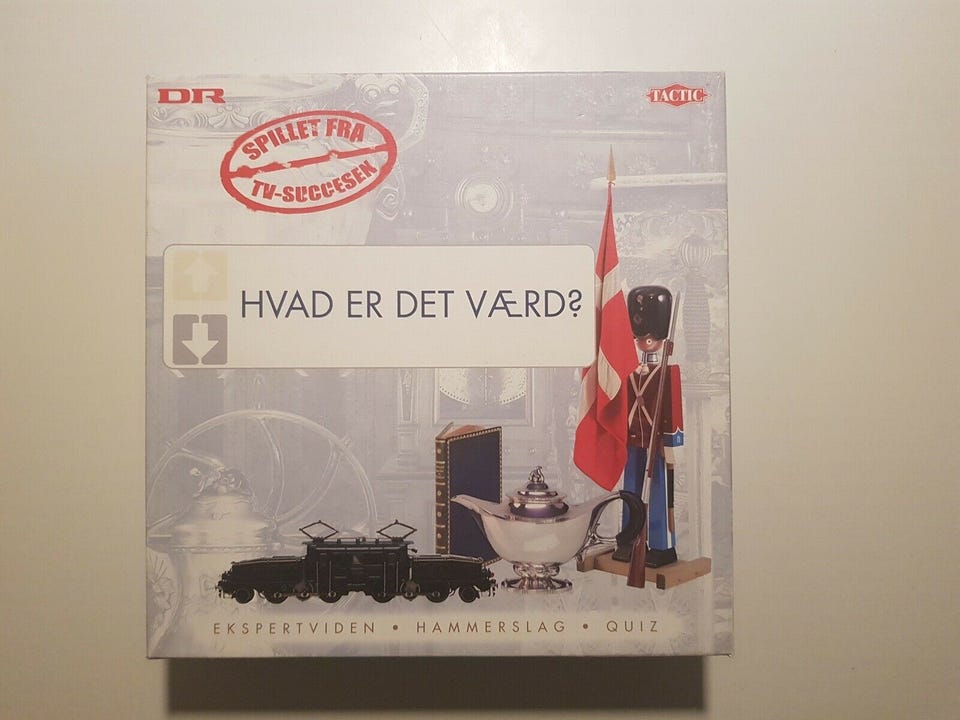 DR
TACTIC
SPILLET FRA
TV-SUCCESEN
HVAD ER DET VÆRD?
EKSPERTVIDEN • HAMMERSLAG • QUIZ